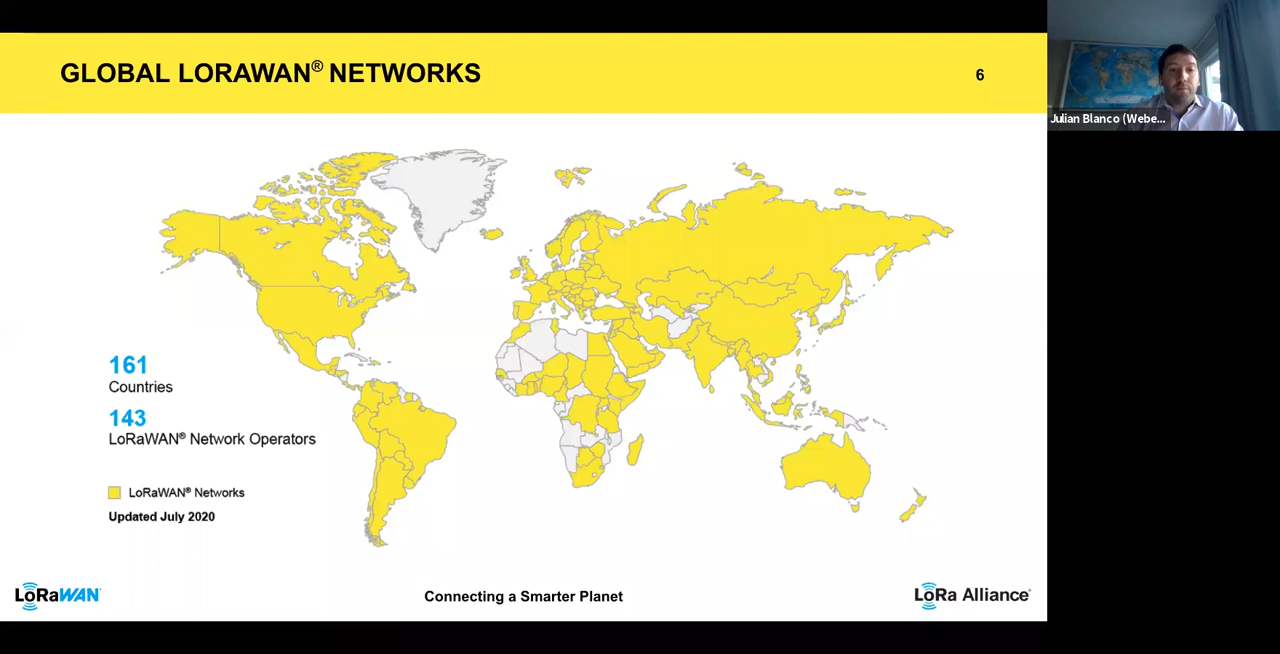 GLOBAL LORAWAN® NETWORKS
6
Julian Blanco (Webe...
161
Countries
143
LoRaWAN® Network Operators
LoRaWAN® Networks
Updated July 2020
LoRaWAN
Connecting a Smarter Planet
LoRa Alliance®